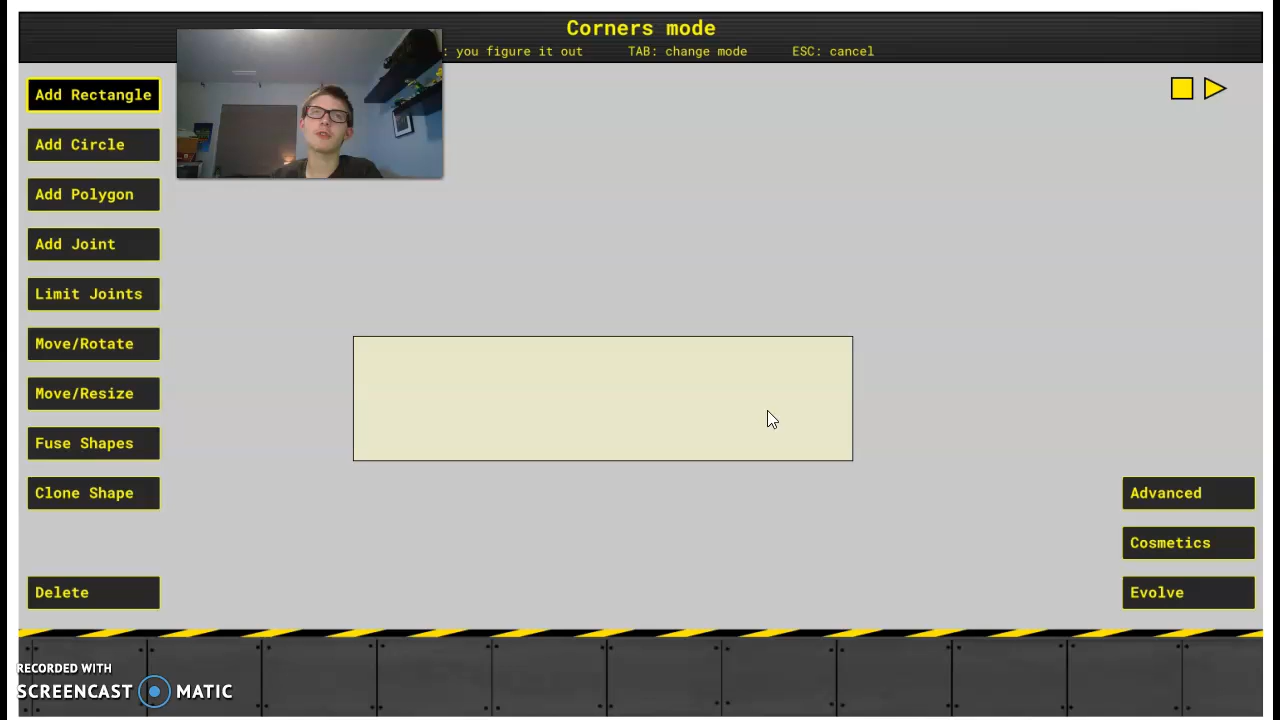 Corners mode
: you figure it out TAB: change mode ESC: cancel
Add Rectangle
Add Circle
Add Polygon
Add Joint
Limit Joints
Move/Rotate
Move/Resize
Fuse Shapes
Clone Shape
Delete
Advanced
Cosmetics
Evolve
RECORDED WITH
SCREENCAST MATIC